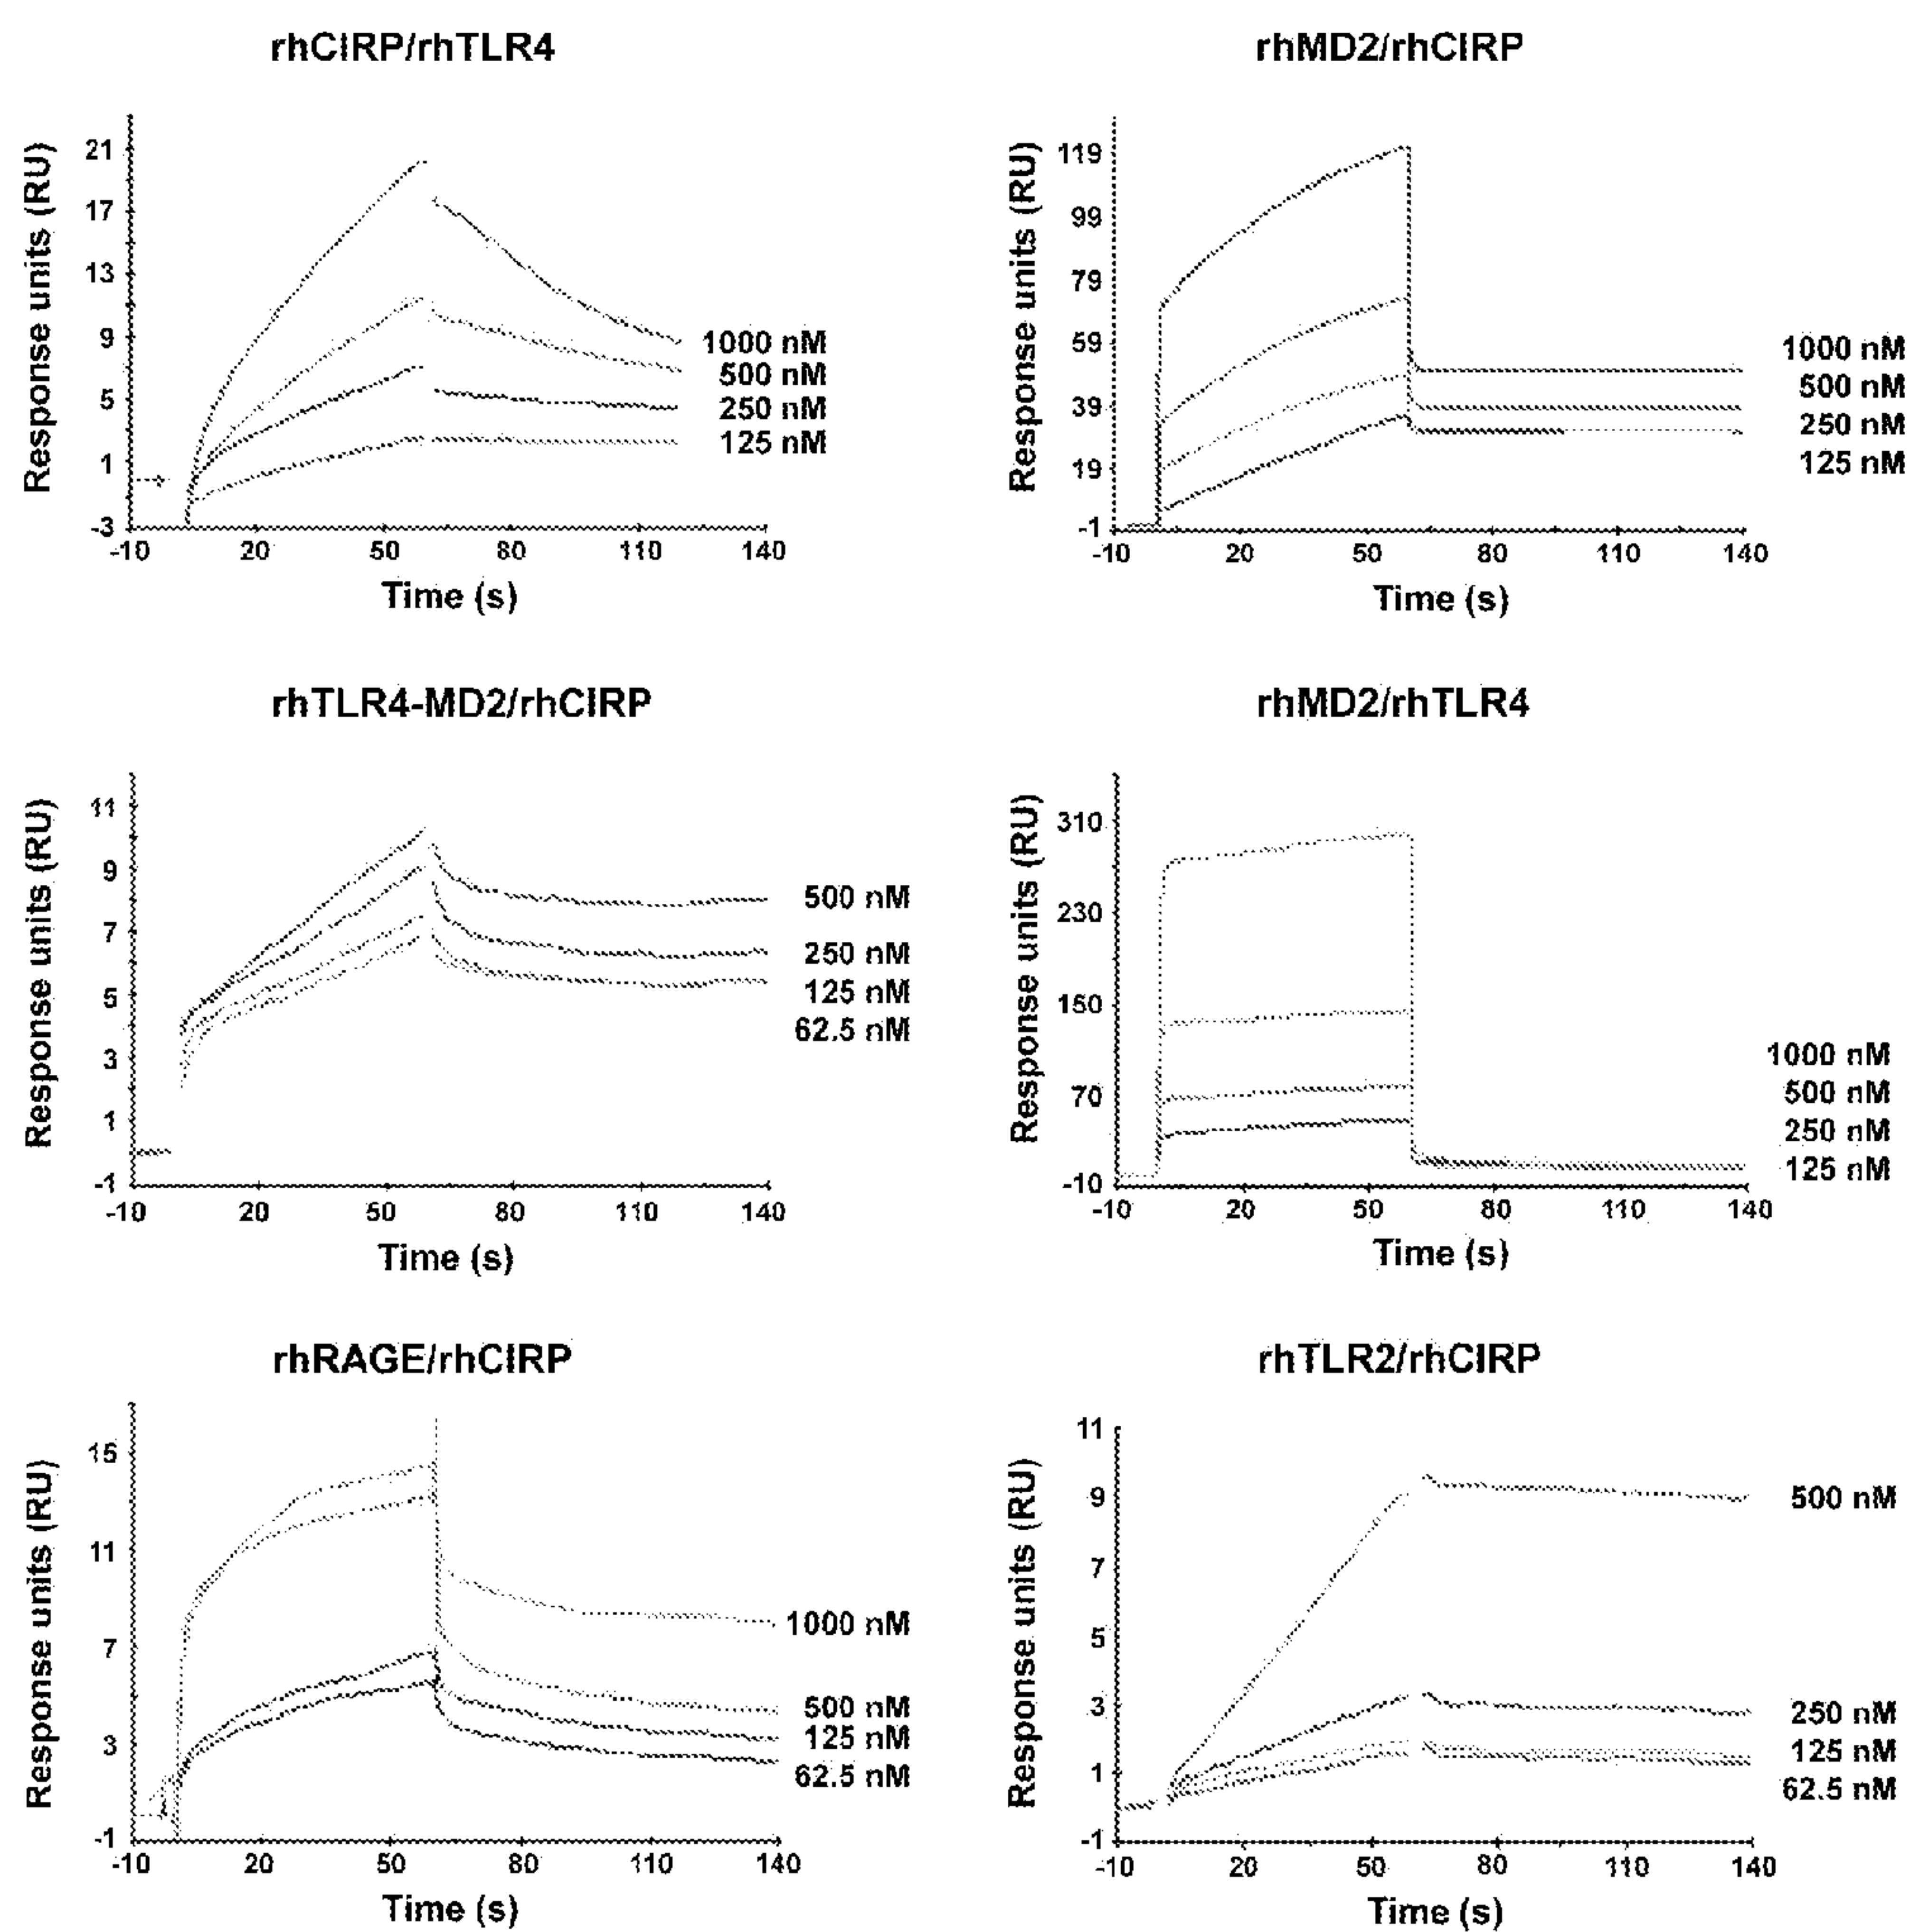 rhCIRP/rhTLR4
Response units (RU)
21
17
13
9
5
1
-3
-10 20 50 80 110 140
Time (s)
1000 nM
500 nM
250 nM
125 nM
rhMD2/rhCIRP
Response units (RU)
119
99
79
59
39
19
-1
-10 20 50 80 110 140
Time (s)
1000 nM
500 nM
250 nM
125 nM
rhTLR4-MD2/rhCIRP
Response units (RU)
11
9
7
5
3
1
-1
-10 20 50 80 110 140
Time (s)
500 nM
250 nM
125 nM
62.5 nM
rhMD2/rhTLR4
Response units (RU)
310
230
150
70
-10
-10 20 50 80 110 140
Time (s)
1000 nM
500 nM
250 nM
125 nM
rhRAGE/rhCIRP
Response units (RU)
15
11
7
3
-1
-10 20 50 80 110 140
Time (s)
1000 nM
500 nM
125 nM
62.5 nM
rhTLR2/rhCIRP
Response units (RU)
11
9
7
5
3
1
-1
-10 20 50 80 110 140
Time (s)
500 nM
250 nM
125 nM
62.5 nM